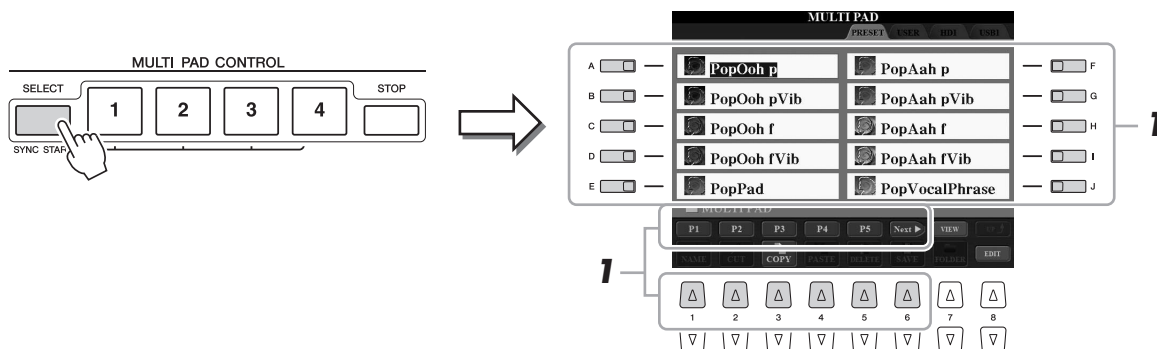 MULTI PAD CONTROL
SELECT
1
2
3
4
STOP
SYNC START
MULTI PAD
PRESET USER HD1 USB1
A PopOoh p PopAah p F
B PopOoh pVib PopAah pVib G
C PopOoh f PopAah f H
D PopOoh fVib PopAah fVib I
E PopPad PopVocalPhrase J
1
MULTI PAD
P1 P2 P3 P4 P5 Next VIEW UP
NAME CUT COPY PASTE DELETE SAVE FOLDER EDIT
1
1 2 3 4 5 6 7 8